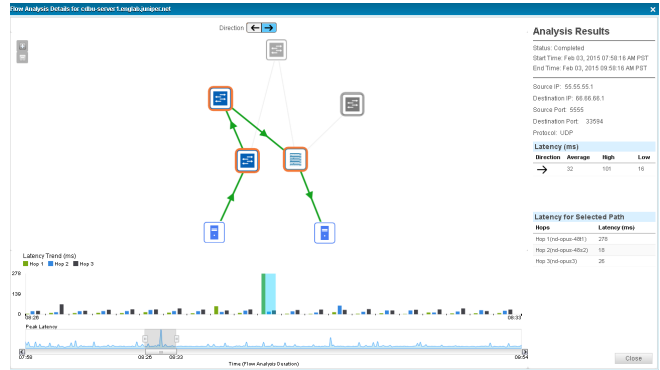 Flow Analysis Details for cdbu-server1.englab.juniper.net
Direction
Analysis Results
Status: Completed
Start Time: Feb 03, 2015 07:58:16 AM PST
End Time: Feb 03, 2015 09:58:16 AM PST
Source IP: 55.55.55.1
Destination IP: 66.66.66.1
Source Port 5555
Destination Port 33594
Protocol: UDP
Latency (ms)
Direction Average High Low
32 101 16
Latency for Selected Path
Hops Latency (ms)
Hop 1(nd-opus-48t1) 278
Hop 2(nd-opus-48s2) 18
Hop 3(nd-opus3) 26
Latency Trend (ms)
Hop 1 Hop 2 Hop 3
278
139
0
08:26 08:33
Peak Latency
07:58 08:26 08:33 09:54
Time (Flow Analysis Duration)
Close